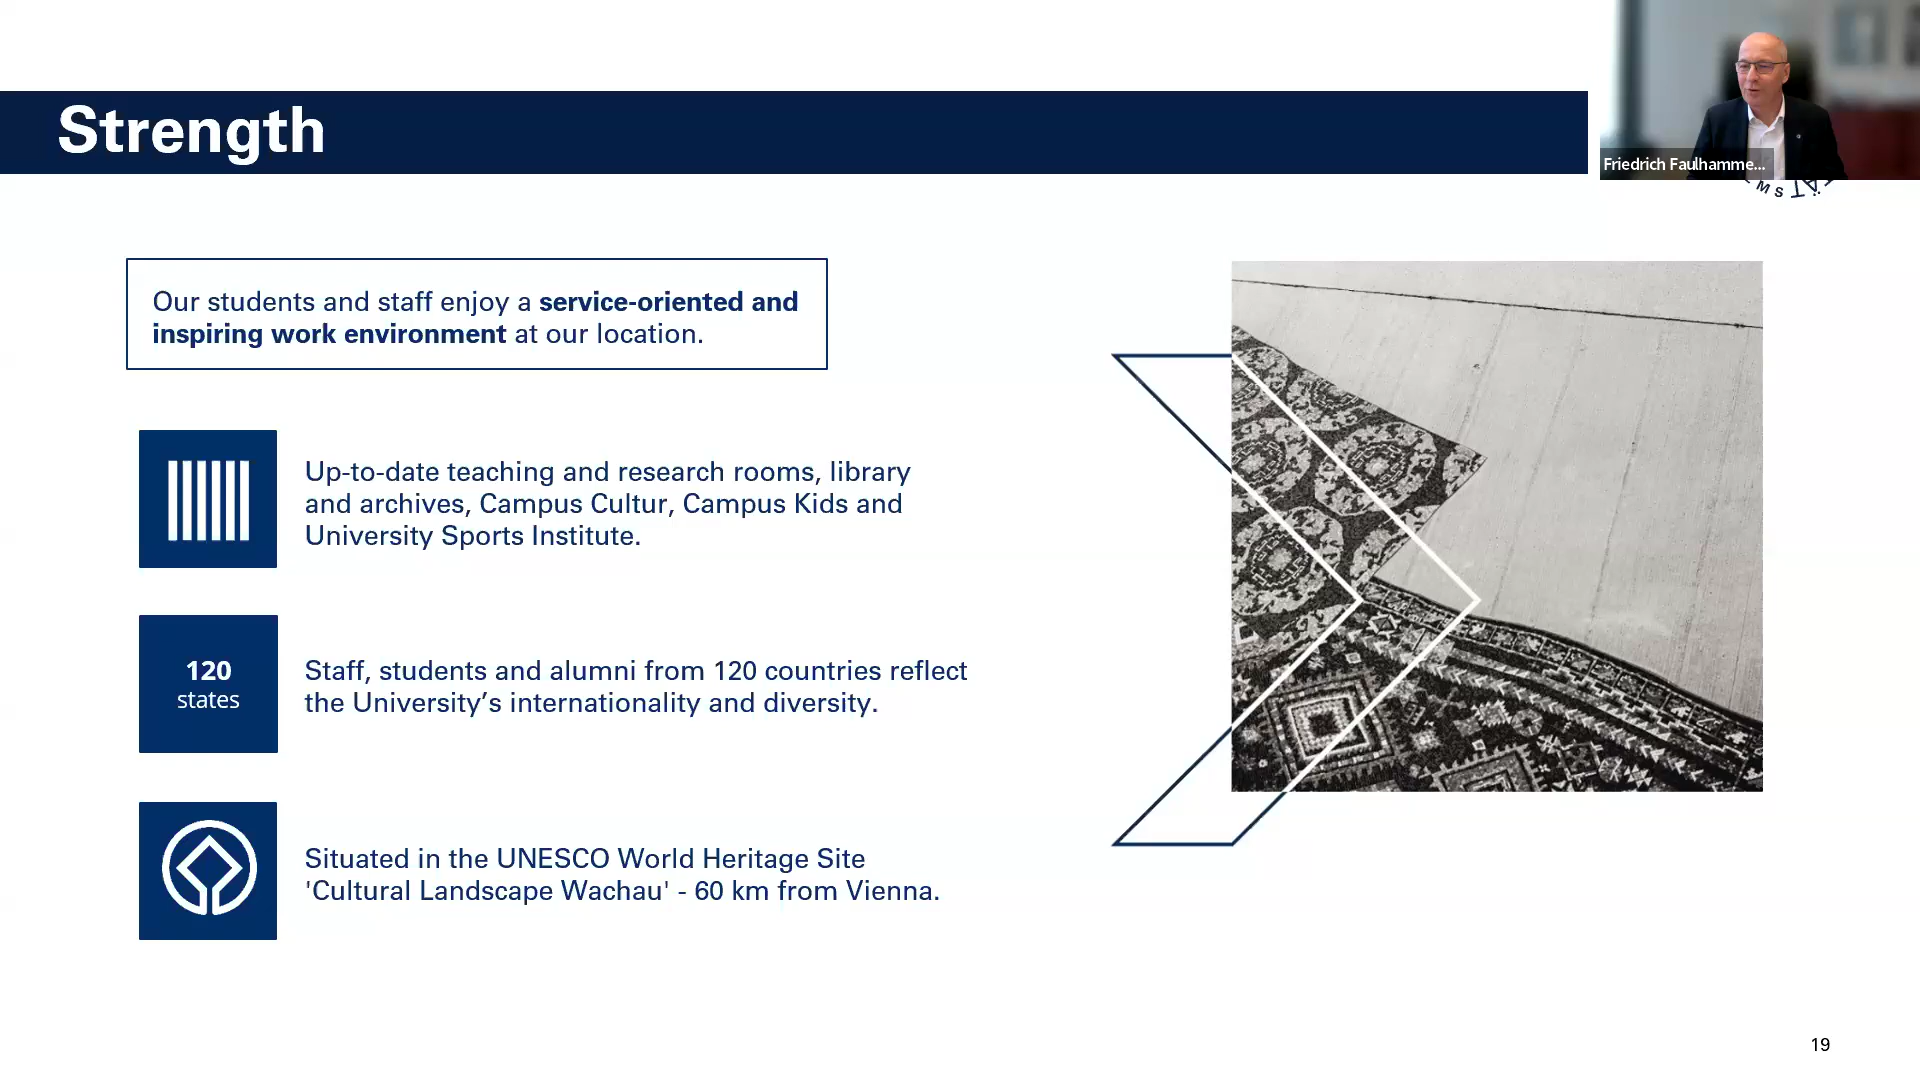 Strength
Friedrich Faulhamme...
Our students and staff enjoy a service-oriented and
inspiring work environment at our location.
Up-to-date teaching and research rooms, library
and archives, Campus Cultur, Campus Kids and
University Sports Institute.
120
states
Staff, students and alumni from 120 countries reflect
the University’s internationality and diversity.
Situated in the UNESCO World Heritage Site
'Cultural Landscape Wachau' - 60 km from Vienna.
19